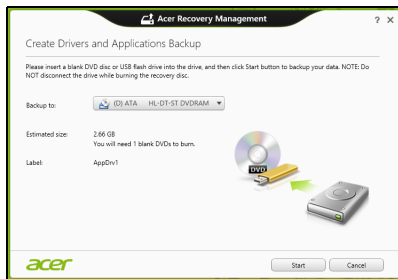 Acer Recovery Management
? ×
Create Drivers and Applications Backup
Please insert a blank DVD disc or USB flash drive into the drive, and then click Start button to backup your data. NOTE: Do
NOT disconnect the drive while burning the recovery disc.
Backup to: (D) ATA HL-DT-ST DVDRAM
Estimated size: 2.66 GB
You will need 1 blank DVDs to burn.
Label: AppDrv1
DVD
acer
Start Cancel